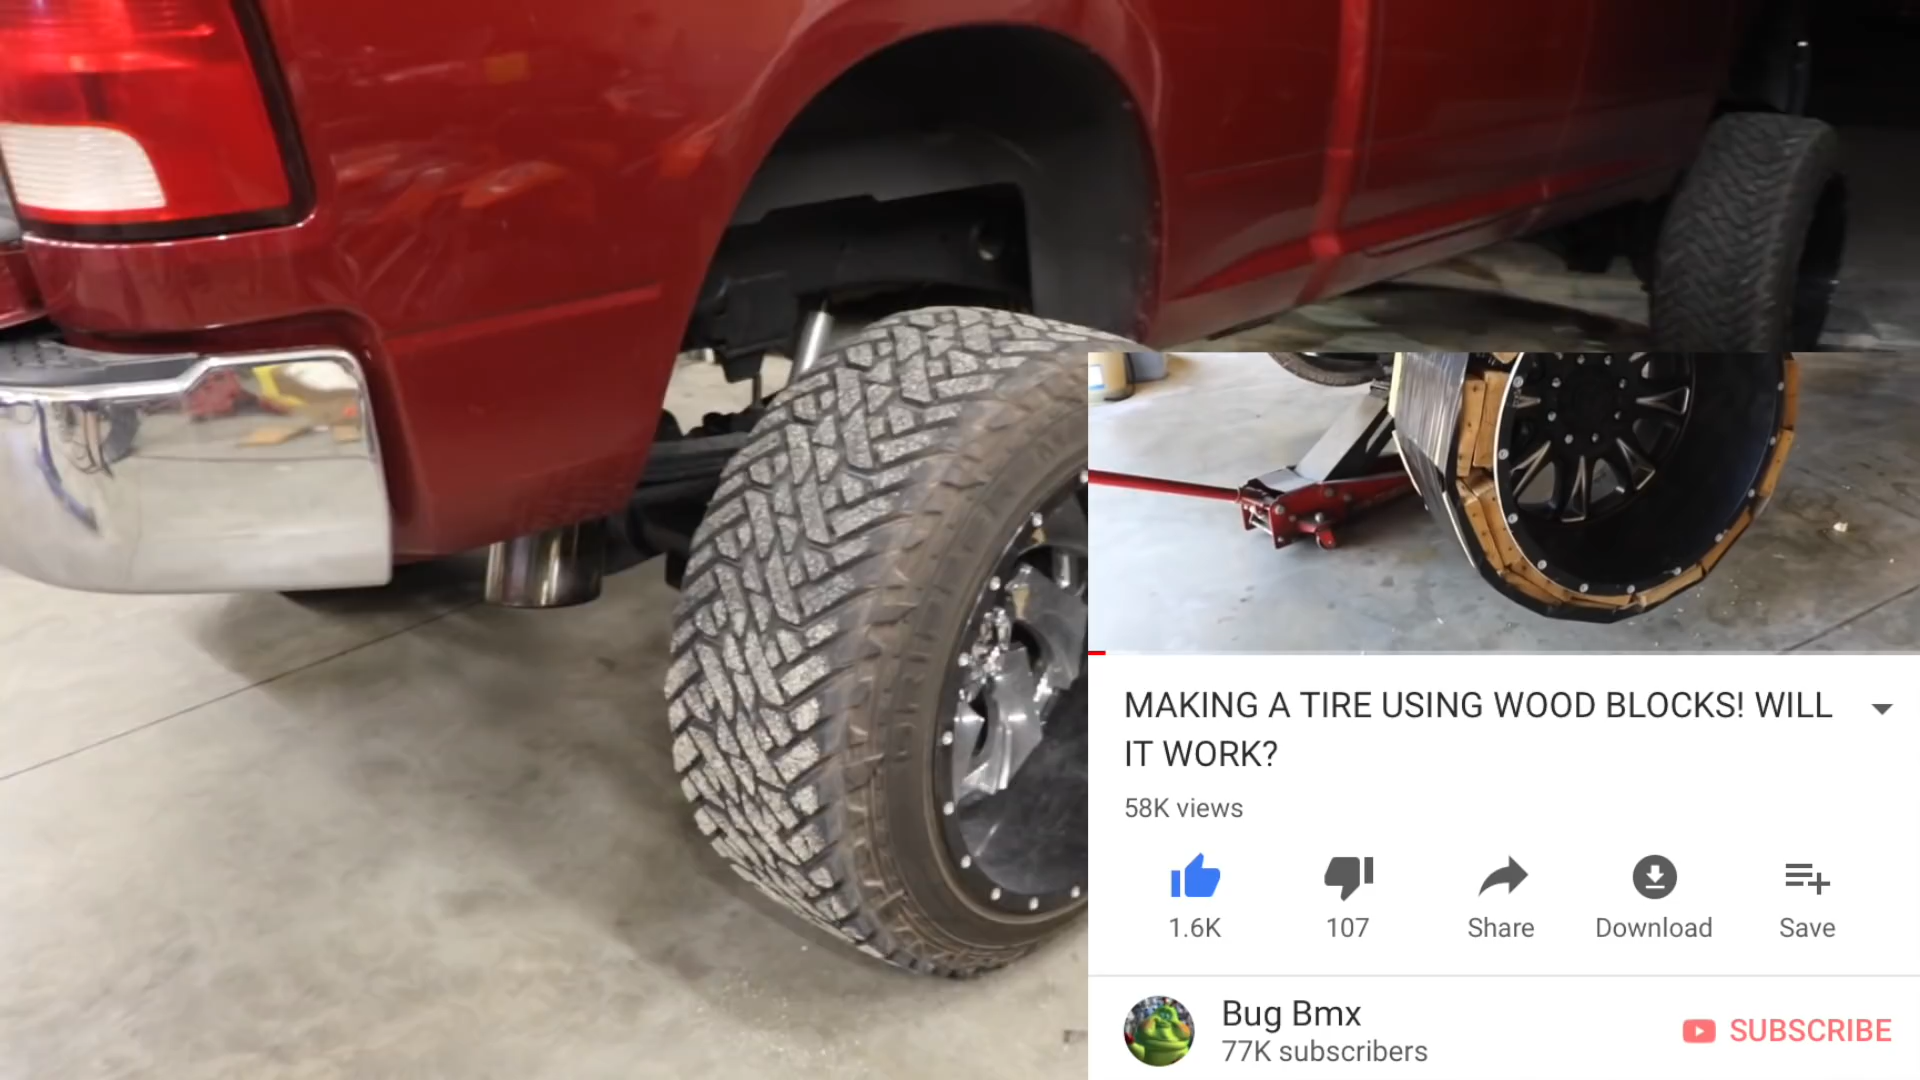 MAKING A TIRE USING WOOD BLOCKS! WILL
IT WORK?
58K views
1.6K
107
Share
Download
Save
Bug Bmx
77K subscribers
SUBSCRIBE